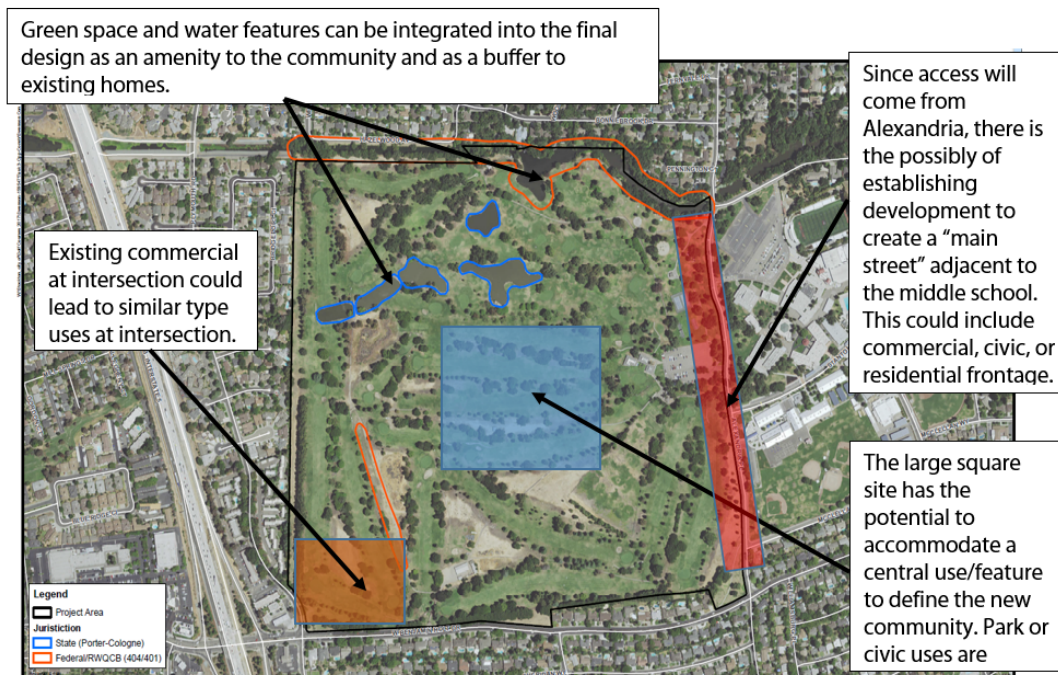 Green space and water features can be integrated into the final
design as an amenity to the community and as a buffer to
existing homes.
Since access will
come from
Alexandria, there is
the possibly of
establishing
development to
create a “main
street” adjacent to
the middle school.
This could include
commercial, civic, or
residential frontage.
Existing commercial
at intersection could
lead to similar type
uses at intersection.
The large square
site has the
potential to
accommodate a
central use/feature
to define the new
community. Park or
civic uses are
Legend
Project Area
Juristiction
State (Porter-Cologne)
Federal/RWQCB (404/401)